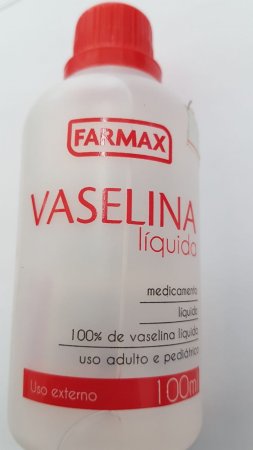 FARMAX
VASELINA
líquida
medicamento
líquido
100% de vaselina líquida
uso adulto e pediátrico
Uso externo
100ml